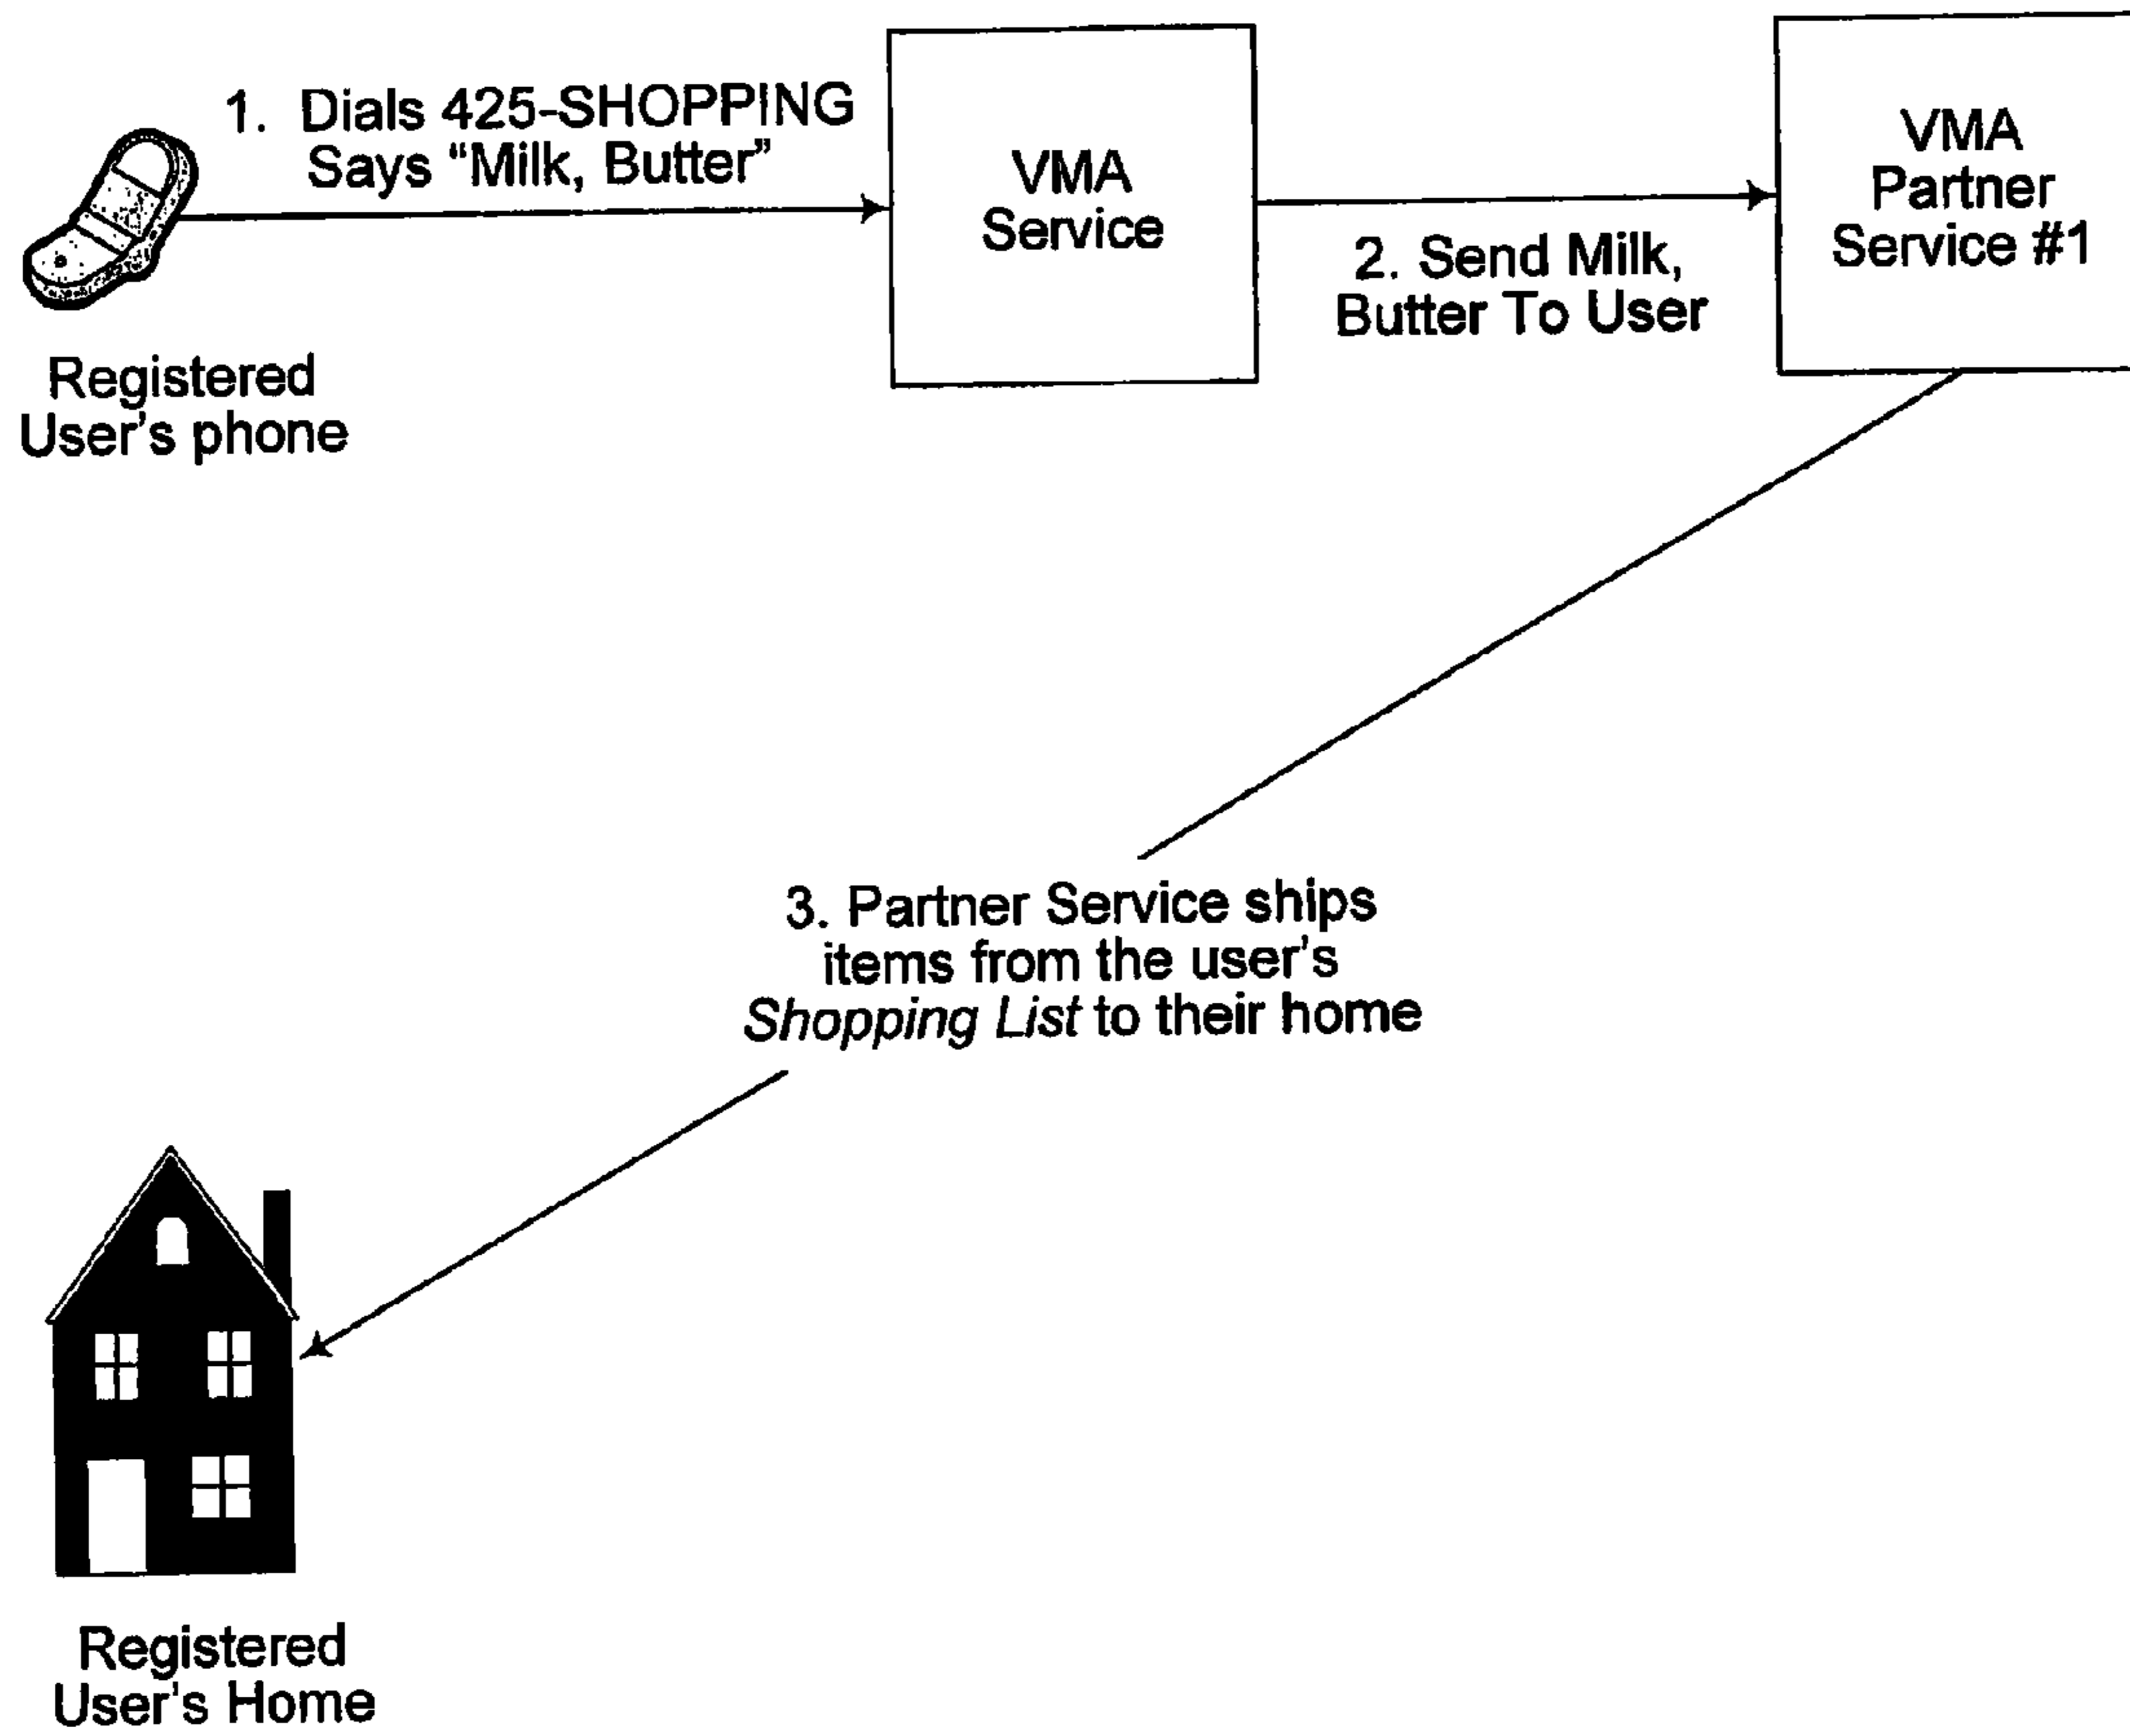 1. Dials 425-SHOPPING
Says “Milk, Butter”
VMA
Service
VMA
Partner
Service #1
2. Send Milk,
Butter To User
Registered
User's phone
3. Partner Service ships
items from the user's
Shopping List to their home
Registered
User's Home